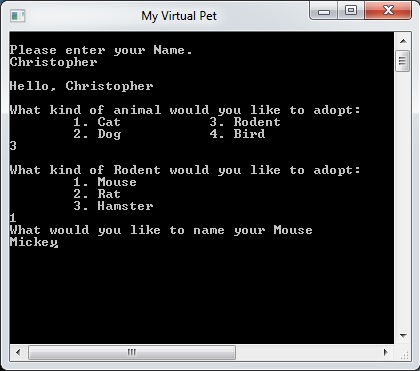 My Virtual Pet
Please enter your Name.
Christopher
Hello, Christopher
What kind of animal would you like to adopt:
1. Cat 3. Rodent
2. Dog 4. Bird
3
What kind of Rodent would you like to adopt:
1. Mouse
2. Rat
3. Hamster
1
What would you like to name your Mouse
Mickey